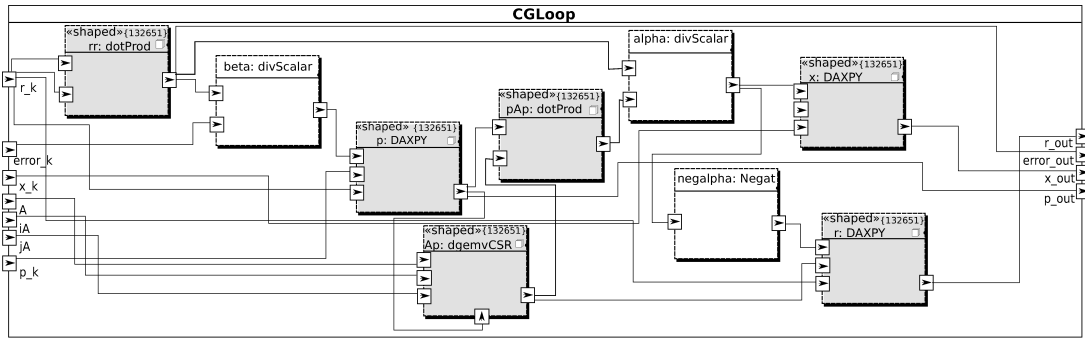 CGLoop
«shaped» {132651}
rr: dotProd
alpha: divScalar
beta: divScalar
«shaped» {132651}
x: DAXPY
r_k
«shaped» {132651}
pAp: dotProd
«shaped» {132651}
p: DAXPY
error_k
r_out
error_out
x_k
negalpha: Negat
x_out
p_out
A
iA
«shaped» {132651}
r: DAXPY
«shaped» {132651}
Ap: dgemvCSR
jA
p_k